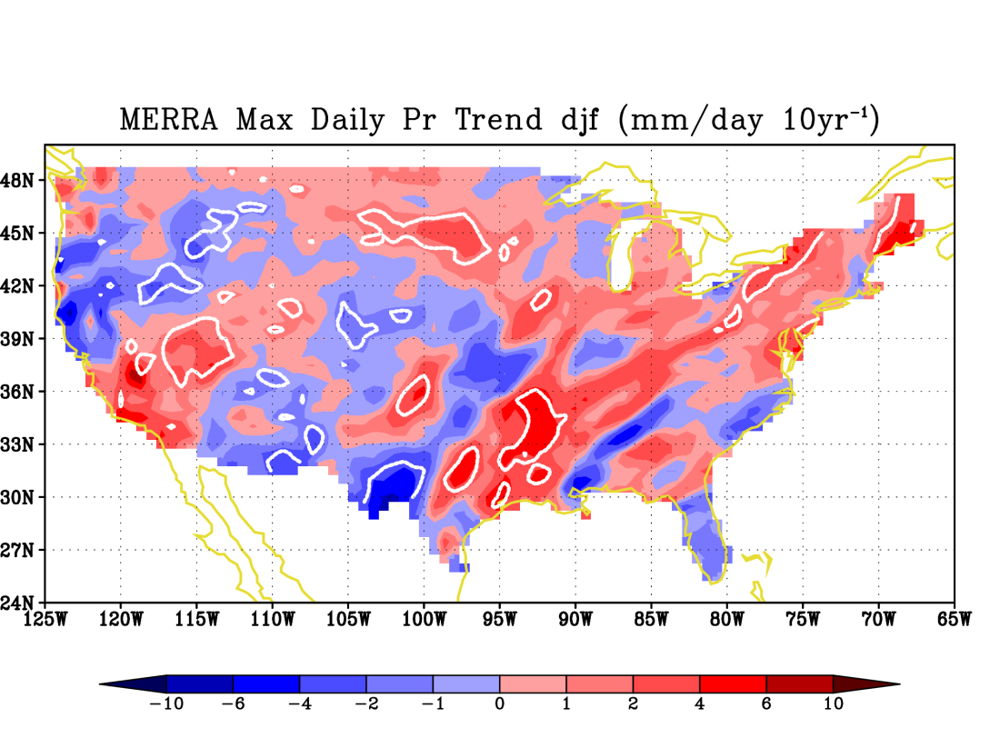 MERRA Max Daily Pr Trend djf (mm/day 10yr⁻¹)
48N
45N
42N
39N
36N
33N
30N
27N
24N
125W 120W 115W 110W 105W 100W 95W 90W 85W 80W 75W 70W 65W
−10 −6 −4 −2 −1 0 1 2 4 6 10